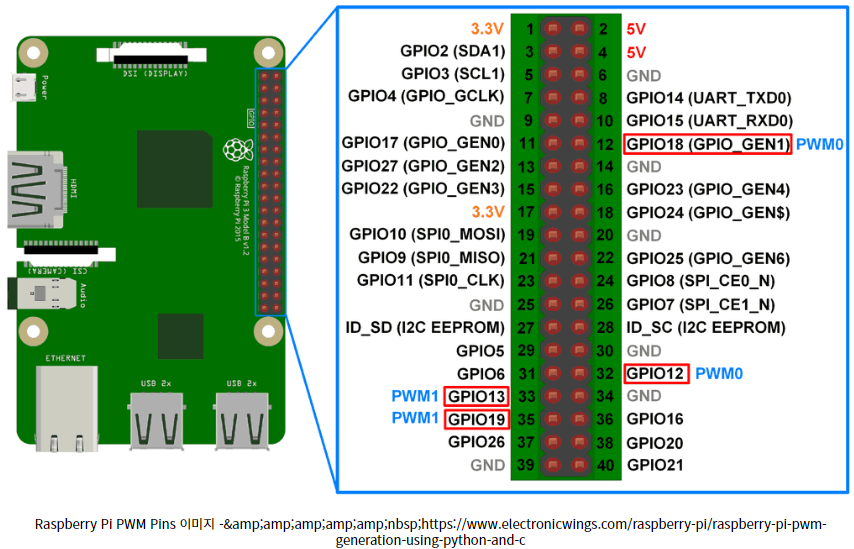 DSI (DISPLAY)
Power
HDMI
CSI (CAMERA)
Audio
ETHERNET
USB 2x
USB 2x
GPIO
Raspberry Pi 3 Model B v1.2
© Raspberry Pi 2015
3.3V 1 2 5V
GPIO2 (SDA1) 3 4 5V
GPIO3 (SCL1) 5 6 GND
GPIO4 (GPIO_GCLK) 7 8 GPIO14 (UART_TXD0)
GND 9 10 GPIO15 (UART_RXD0)
GPIO17 (GPIO_GEN0) 11 12 GPIO18 (GPIO_GEN1) PWM0
GPIO27 (GPIO_GEN2) 13 14 GND
GPIO22 (GPIO_GEN3) 15 16 GPIO23 (GPIO_GEN4)
3.3V 17 18 GPIO24 (GPIO_GEN$)
GPIO10 (SPI0_MOSI) 19 20 GND
GPIO9 (SPI0_MISO) 21 22 GPIO25 (GPIO_GEN6)
GPIO11 (SPI0_CLK) 23 24 GPIO8 (SPI_CE0_N)
GND 25 26 GPIO7 (SPI_CE1_N)
ID_SD (I2C EEPROM) 27 28 ID_SC (I2C EEPROM)
GPIO5 29 30 GND
GPIO6 31 32 GPIO12 PWM0
PWM1 GPIO13 33 34 GND
PWM1 GPIO19 35 36 GPIO16
GPIO26 37 38 GPIO20
GND 39 40 GPIO21
Raspberry Pi PWM Pins 이미지 -&amp;amp;amp;amp;amp;nbsp;https://www.electronicwings.com/raspberry-pi/raspberry-pi-pwm-
generation-using-python-and-c